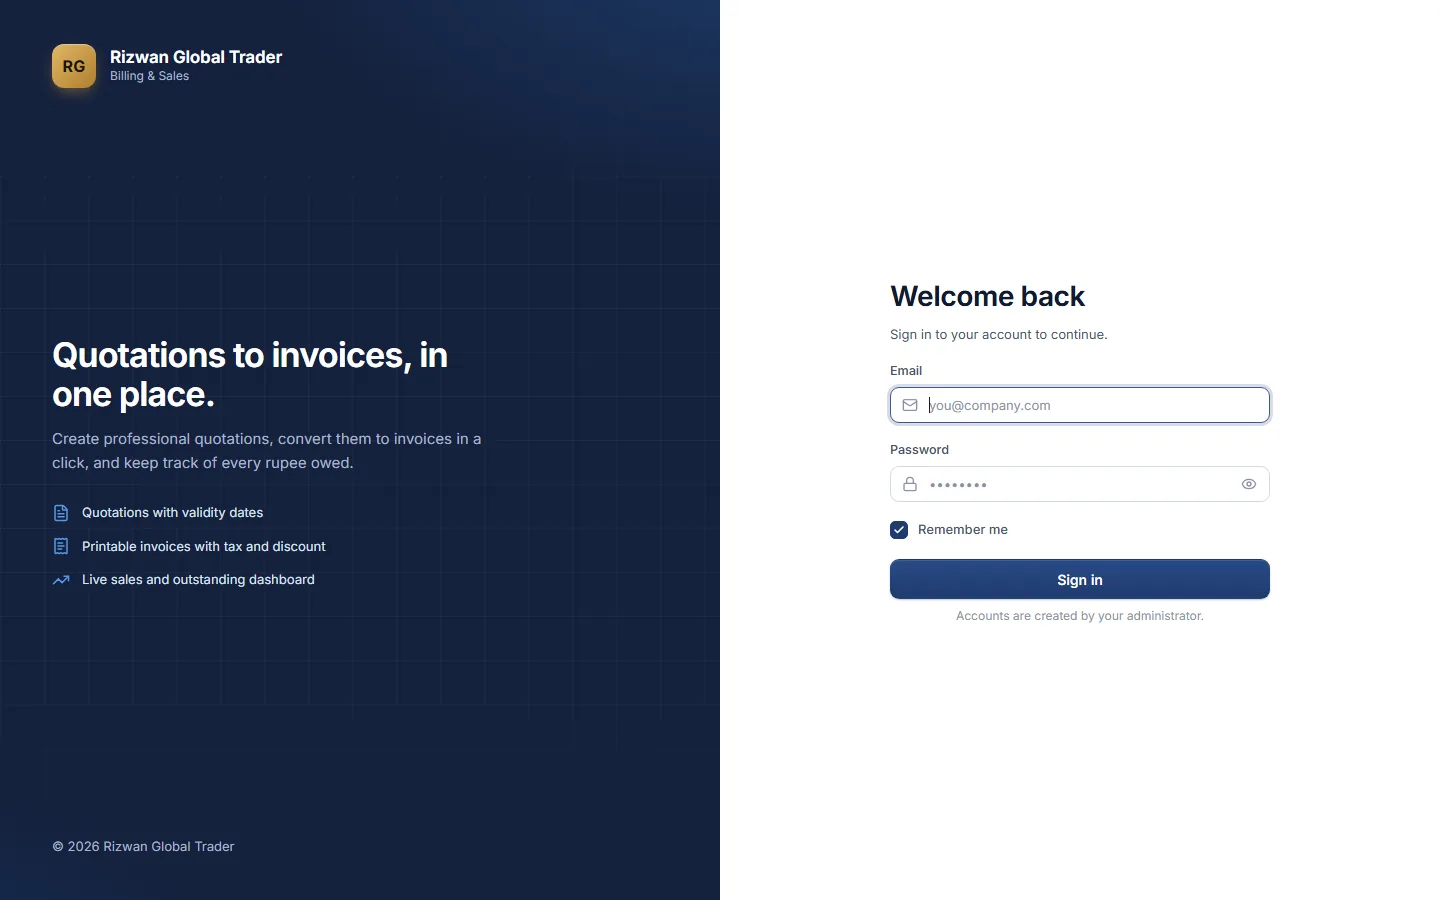 RG
Rizwan Global Trader
Billing & Sales
Quotations to invoices, in
one place.
Create professional quotations, convert them to invoices in a
click, and keep track of every rupee owed.
Quotations with validity dates
Printable invoices with tax and discount
Live sales and outstanding dashboard
© 2026 Rizwan Global Trader
Welcome back
Sign in to your account to continue.
Email
you@company.com
Password
••••••••
Remember me
Sign in
Accounts are created by your administrator.